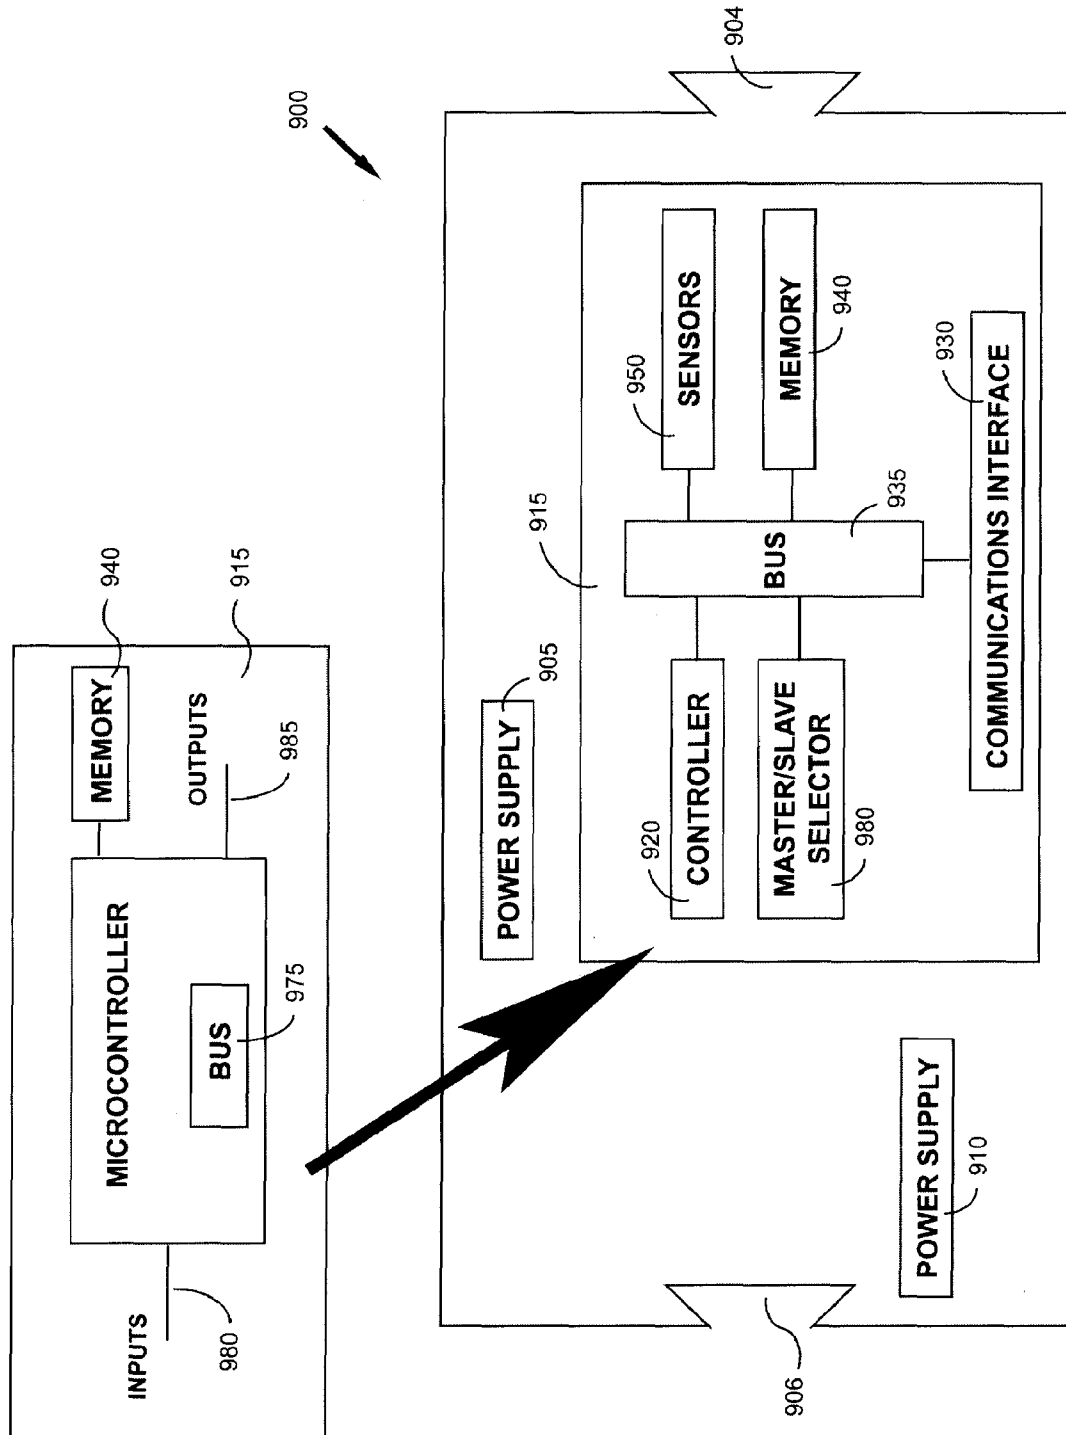 INPUTS
980
MICROCONTROLLER
BUS
975
MEMORY
940
OUTPUTS
985
915
900
906
904
POWER SUPPLY
905
POWER SUPPLY
910
915
CONTROLLER
920
MASTER/SLAVE
SELECTOR
980
BUS
935
SENSORS
950
MEMORY
940
COMMUNICATIONS INTERFACE
930